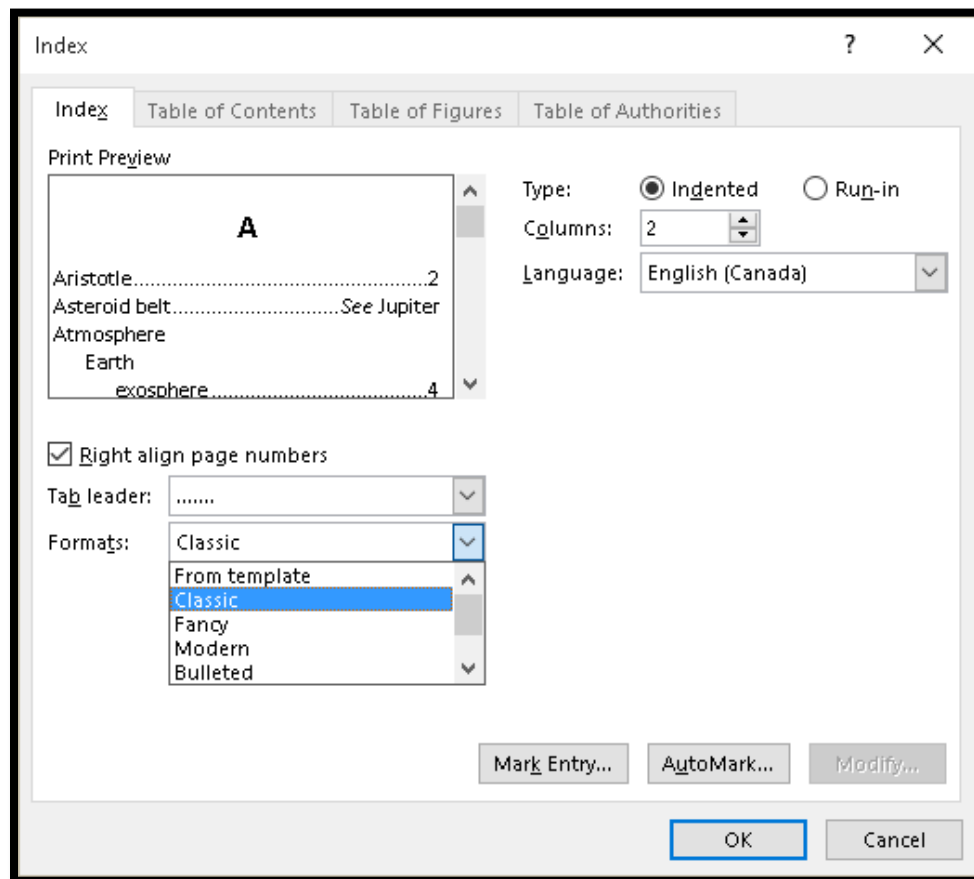 Index ?
Index Table of Contents Table of Figures Table of Authorities
Print Preview
A
Aristotle.................................................2
Asteroid belt..............................See Jupiter
Atmosphere
Earth
exosphere......................................4
Type: Indented Run-in
Columns: 2
Language: English (Canada)
Right align page numbers
Tab leader: .......
Formats: Classic
From template
Classic
Fancy
Modern
Bulleted
Mark Entry... AutoMark... Modify...
OK Cancel